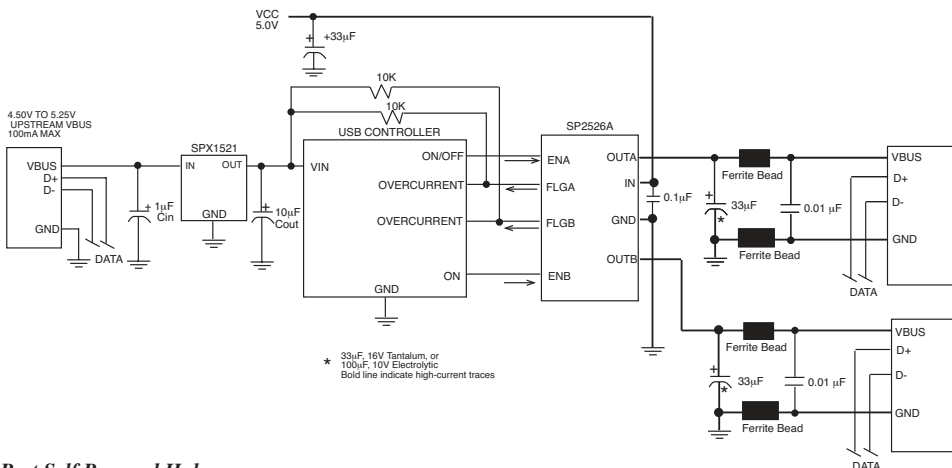 VCC
5.0V
+
+33µF
10K
10K
4.50V TO 5.25V
UPSTREAM VBUS
100mA MAX
VBUS
D+
D-
GND
DATA
+ 1µF
Cin
SPX1521
IN
OUT
GND
+
10µF
Cout
USB CONTROLLER
VIN
ON/OFF
OVERCURRENT
OVERCURRENT
ON
GND
SP2526A
ENA
FLGA
FLGB
ENB
OUTA
IN
GND
OUTB
0.1µF
Ferrite Bead
+
33µF
*
0.01 µF
Ferrite Bead
VBUS
D+
D-
GND
DATA
Ferrite Bead
+
33µF
*
0.01 µF
Ferrite Bead
VBUS
D+
D-
GND
DATA
* 33µF, 16V Tantalum, or
100µF, 10V Electrolytic
Bold line indicate high-current traces